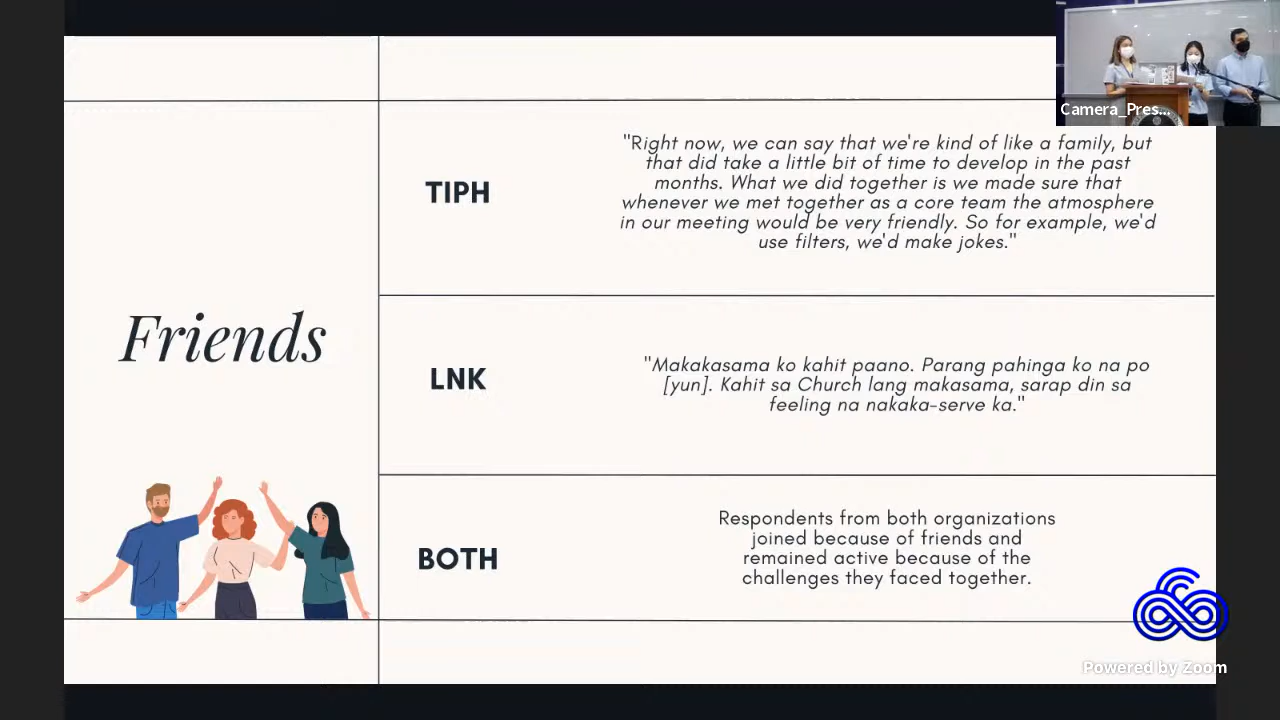 Camera_Pres...
Friends
TIPH
"Right now, we can say that we're kind of like a family, but
that did take a little bit of time to develop in the past
months. What we did together is we made sure that
whenever we met together as a core team the atmosphere
in our meeting would be very friendly. So for example, we'd
use filters, we'd make jokes."
LNK
"Makakasama ko kahit paano. Parang pahinga ko na po
[yun]. Kahit sa Church lang makasama, sarap din sa
feeling na nakaka-serve ka."
BOTH
Respondents from both organizations
joined because of friends and
remained active because of the
challenges they faced together.
Powered by Zoom